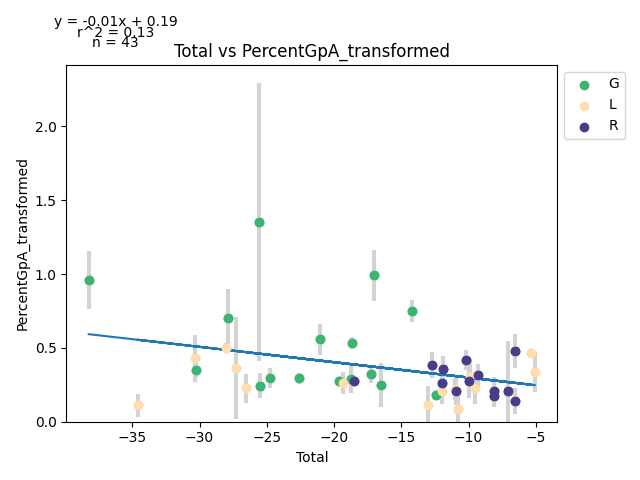 y = -0.01x + 0.19
r^2 = 0.13
n = 43
Total vs PercentGpA_transformed
G
L
R
PercentGpA_transformed
2.0
1.5
1.0
0.5
0.0
−35
−30
−25
−20
−15
−10
−5
Total